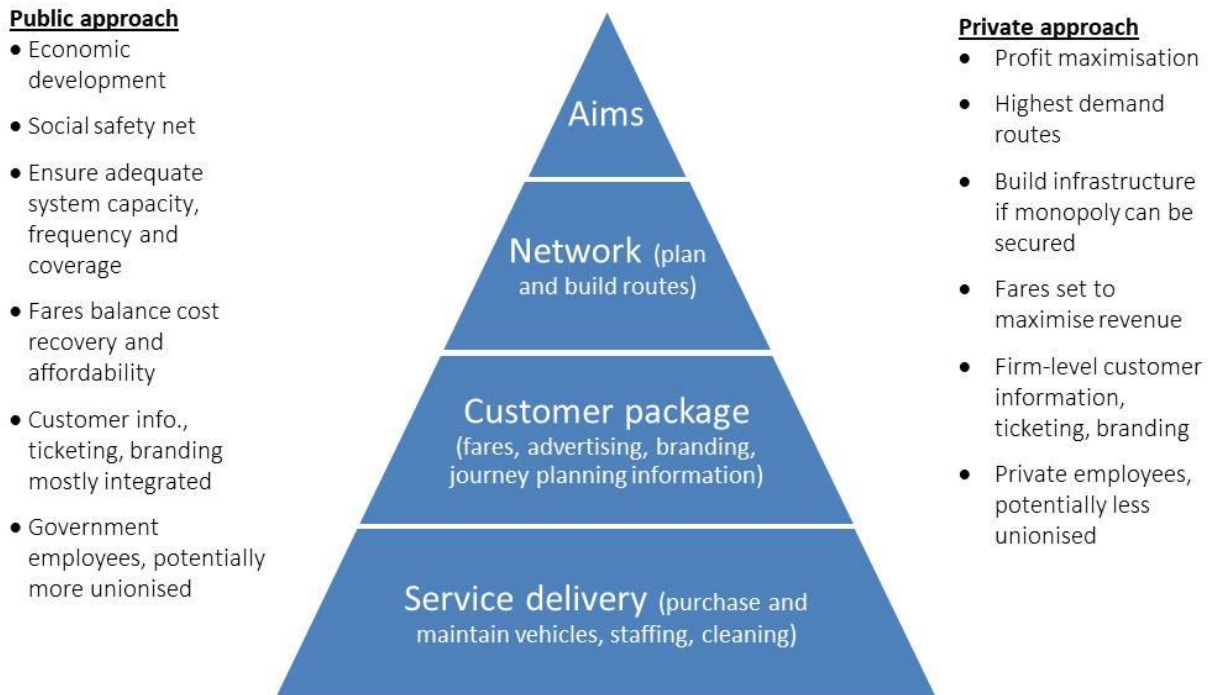 Public approach
• Economic
development
• Social safety net
• Ensure adequate
system capacity,
frequency and
coverage
• Fares balance cost
recovery and
affordability
• Customer info.,
ticketing, branding
mostly integrated
• Government
employees, potentially
more unionised
Aims
Network (plan
and build routes)
Customer package
(fares, advertising, branding,
journey planning information)
Service delivery (purchase and
maintain vehicles, staffing, cleaning)
Private approach
• Profit maximisation
• Highest demand
routes
• Build infrastructure
if monopoly can be
secured
• Fares set to
maximise revenue
• Firm-level customer
information,
ticketing, branding
• Private employees,
potentially less
unionised